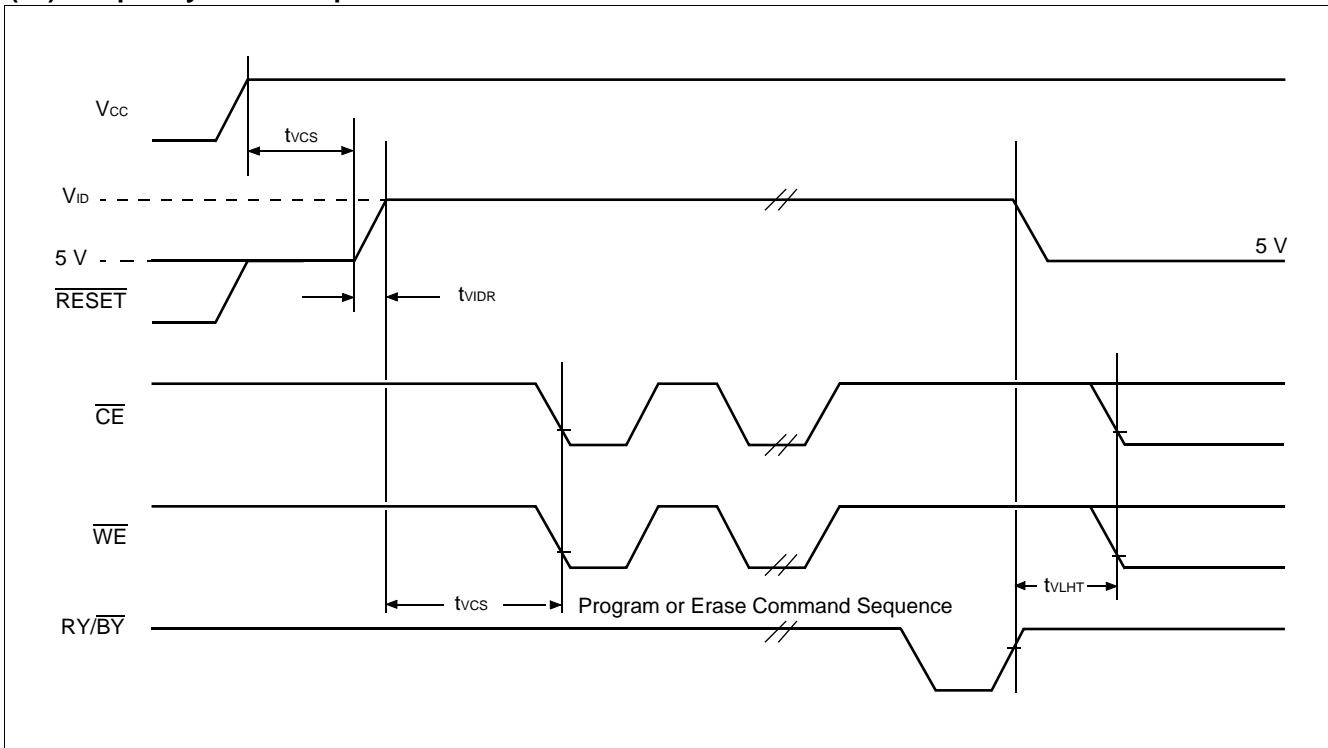 VCC
tVCS
VID
5 V
5 V
RESET
tVIDR
CE
WE
tVCS
Program or Erase Command Sequence
tVLHT
RY/BY